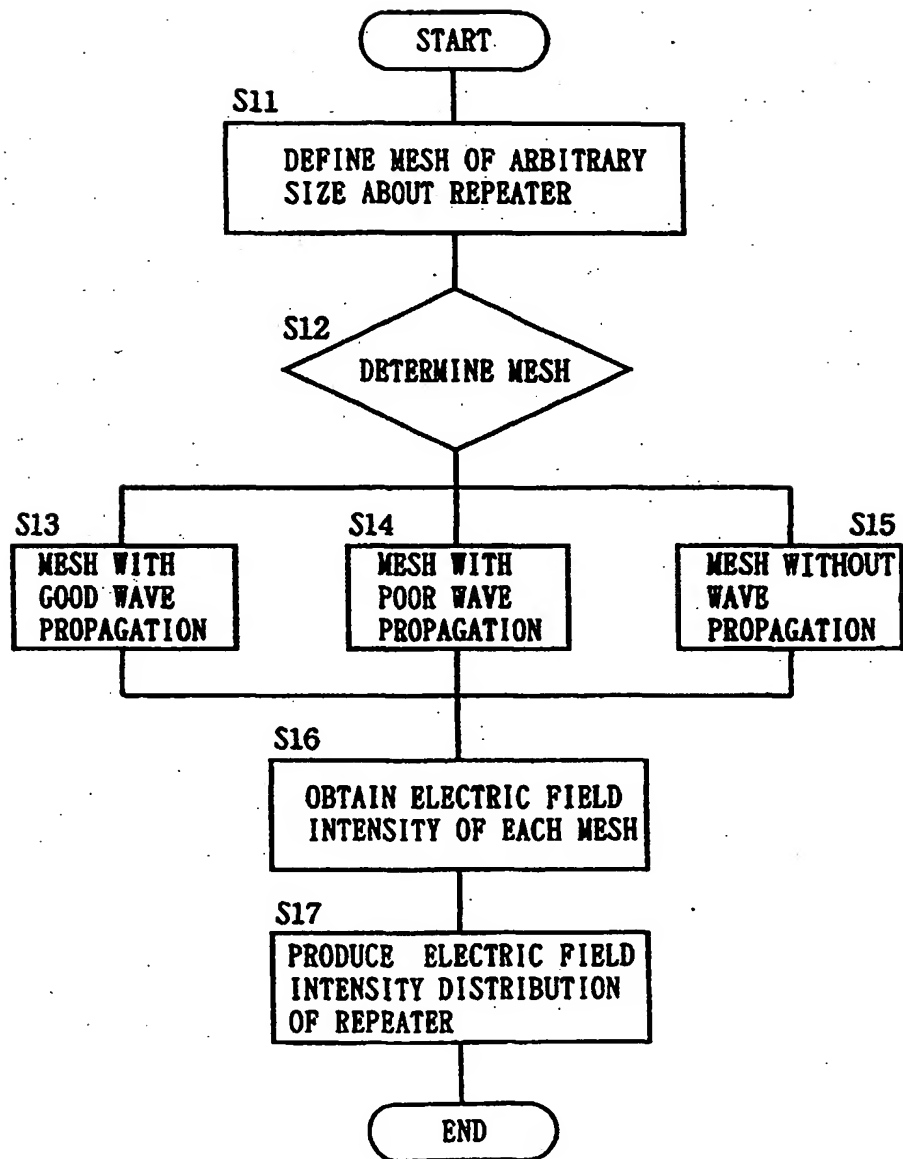 START
S11
DEFINE MESH OF ARBITRARY
SIZE ABOUT REPEATER
S12
DETERMINE MESH
S13
MESH WITH
GOOD WAVE
PROPAGATION
S14
MESH WITH
POOR WAVE
PROPAGATION
S15
MESH WITHOUT
WAVE
PROPAGATION
S16
OBTAIN ELECTRIC FIELD
INTENSITY OF EACH MESH
S17
PRODUCE ELECTRIC FIELD
INTENSITY DISTRIBUTION
OF REPEATER
END